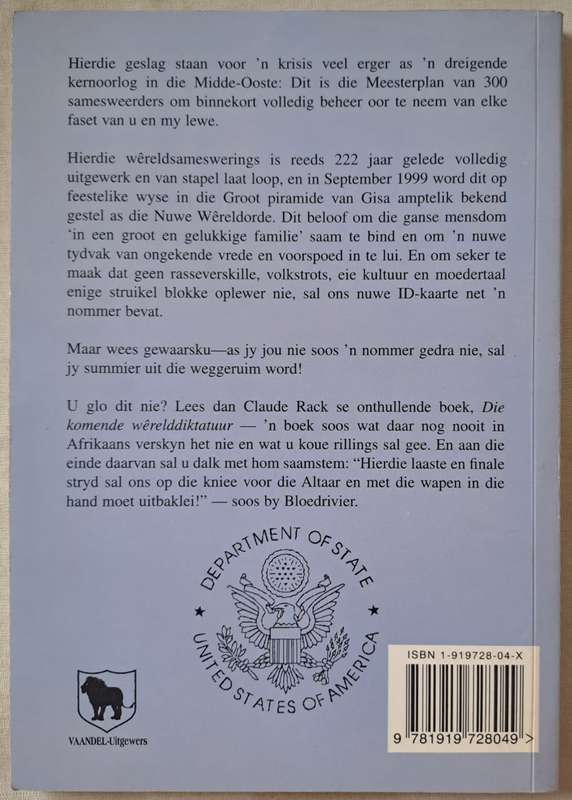 Hierdie geslag staan voor 'n krisis veel erger as 'n dreigende
kernoorlog in die Midde-Ooste: Dit is die Meesterplan van 300
samesweerders om binnekort volledig beheer oor te neem van elke
faset van u en my lewe.
Hierdie wêreldsameswerings is reeds 222 jaar gelede volledig
uitgewerk en van stapel laat loop, en in September 1999 word dit op
feestelike wyse in die Groot piramide van Gisa amptelik bekend
gestel as die Nuwe Wêreldorde. Dit beloof om die ganse mensdom
'in een groot en gelukkige familie' saam te bind en om 'n nuwe
tydvak van ongekende vrede en voorspoed in te lui. En om seker te
maak dat geen rasseverskille, volkstrots, eie kultuur en moedertaal
enige struikel blokke oplewer nie, sal ons nuwe ID-kaarte net 'n
nommer bevat.
Maar wees gewaarsku—as jy jou nie soos 'n nommer gedra nie, sal
jy summier uit die weggeruim word!
U glo dit nie? Lees dan Claude Rack se onthullende boek, Die
komende wêrelddiktatuur — 'n boek soos wat daar nog nooit in
Afrikaans verskyn het nie en wat u koue rillings sal gee. En aan die
einde daarvan sal u dalk met hom saamstem: “Hierdie laaste en finale
stryd sal ons op die kniee voor die Altaar en met die wapen in die
hand moet uitbaklei!” — soos by Bloedrivier.
DEPARTMENT OF STATE
UNITED STATES OF AMERICA
VAANDEL-Uitgewers
ISBN 1-919728-04-X
9 781919 728049 >